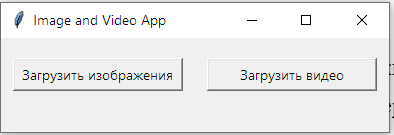 Image and Video App
Загрузить изображения
Загрузить видео